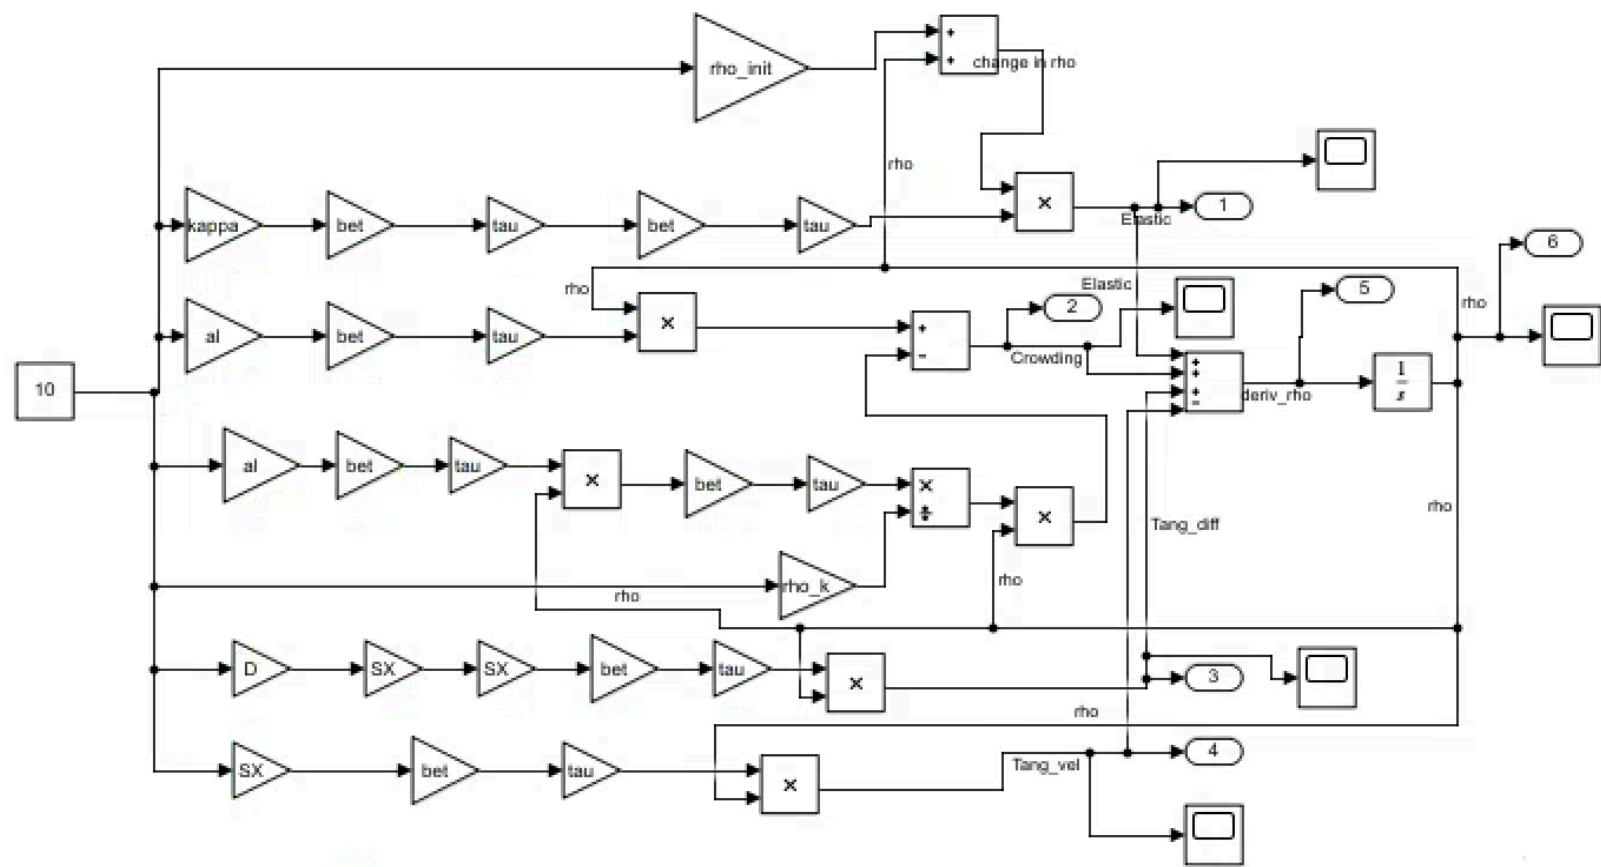 rho_init
+
+
change in rho
rho
kappa
bet
tau
bet
tau
×
Elastic
1
6
rho
al
bet
tau
×
+
−
2
Elastic
Crowding
5
rho
+
+
+
−
deriv_rho
1
s
10
al
bet
tau
×
bet
tau
×
÷
×
Tang_diff
rho
rho_k
rho
rho
D
SX
SX
bet
tau
×
3
rho
SX
bet
tau
×
Tang_vel
4